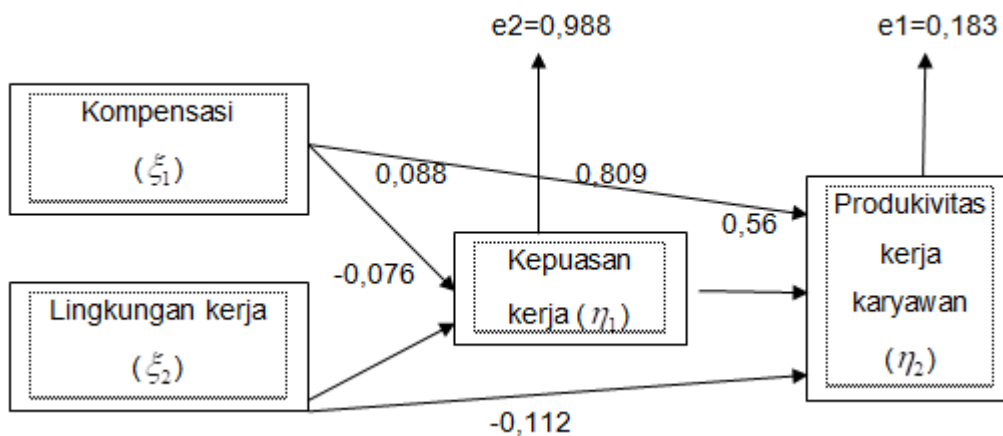 e2=0,988
e1=0,183
Kompensasi
(ξ₁)
0,088
0,809
Produkivitas
kerja
karyawan
(η₂)
0,56
Kepuasan
kerja (η₁)
-0,076
Lingkungan kerja
(ξ₂)
-0,112